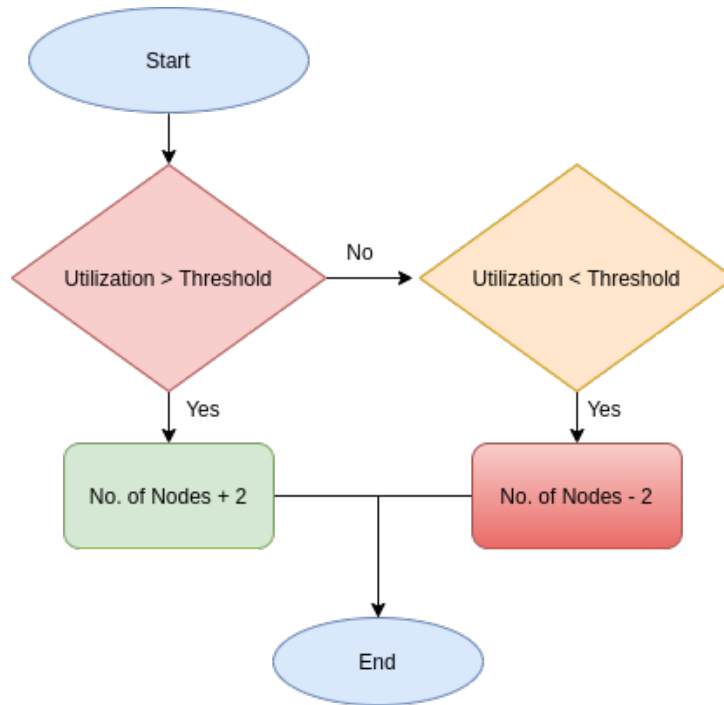 Start
Utilization > Threshold
No
Utilization < Threshold
Yes
Yes
No. of Nodes + 2
No. of Nodes - 2
End